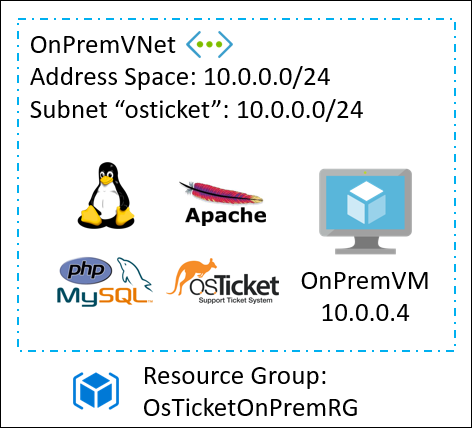 OnPremVNet
Address Space: 10.0.0.0/24
Subnet “osticket”: 10.0.0.0/24
Apache
php
MySQL™
osTicket
Support Ticket System
OnPremVM
10.0.0.4
Resource Group:
OsTicketOnPremRG